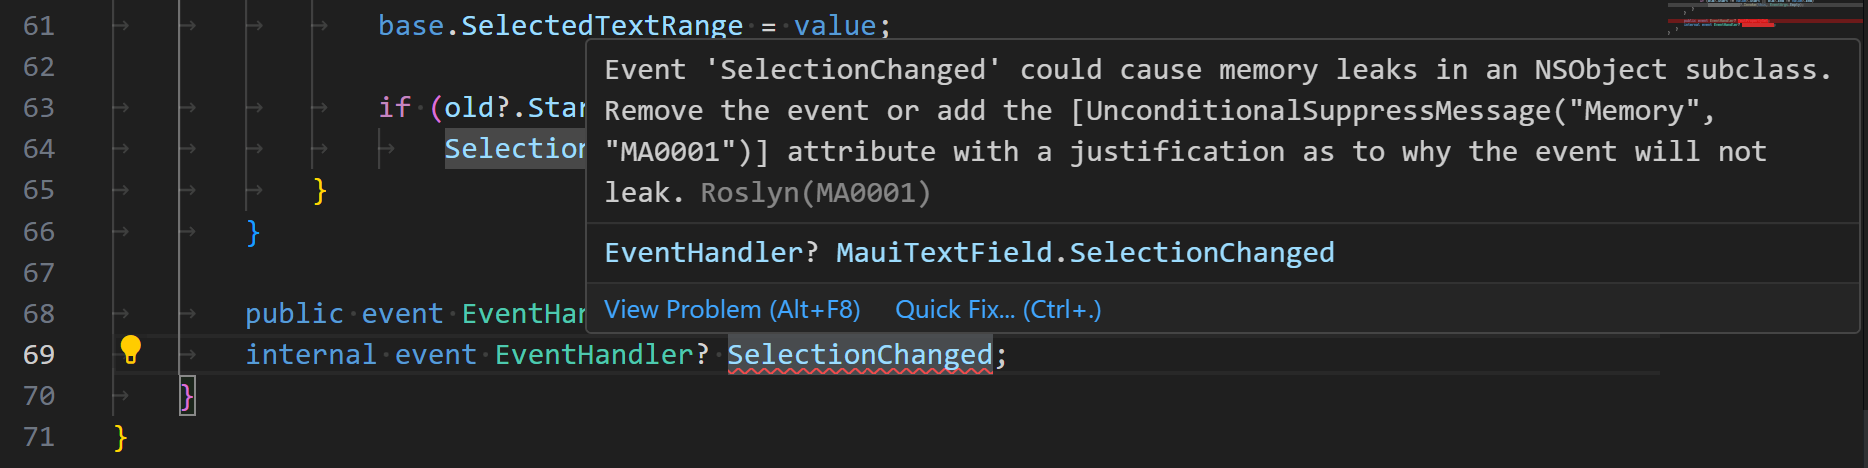 61 base.SelectedTextRange = value;
62
63 if (old?.Star
64 Selection
65 }
66 }
67
68 public event EventHan
69 internal event EventHandler? SelectionChanged;
70 }
71 }
Event 'SelectionChanged' could cause memory leaks in an NSObject subclass.
Remove the event or add the [UnconditionalSuppressMessage("Memory",
"MA0001")] attribute with a justification as to why the event will not
leak. Roslyn(MA0001)
EventHandler? MauiTextField.SelectionChanged
View Problem (Alt+F8) Quick Fix... (Ctrl+.)